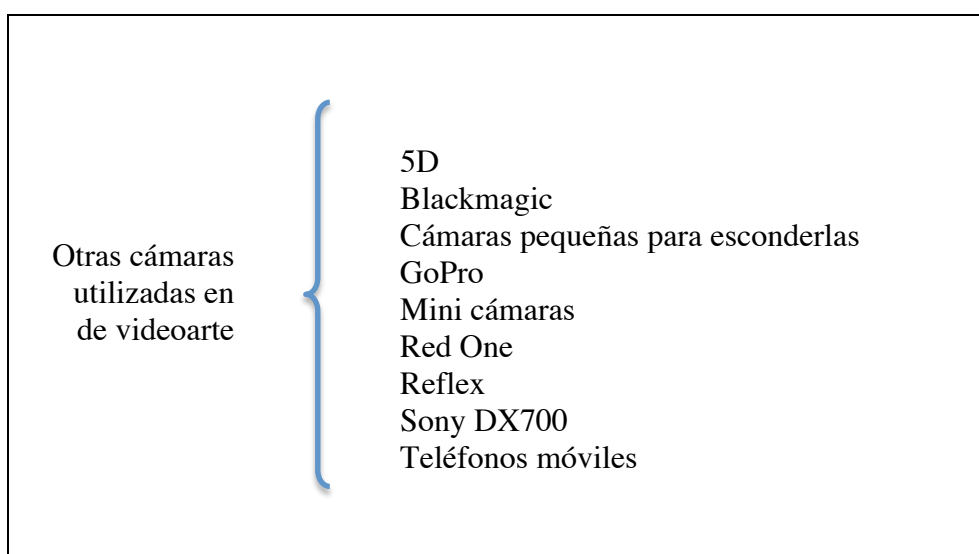 Otras cámaras
utilizadas en
de videoarte
5D
Blackmagic
Cámaras pequeñas para esconderlas
GoPro
Mini cámaras
Red One
Reflex
Sony DX700
Teléfonos móviles